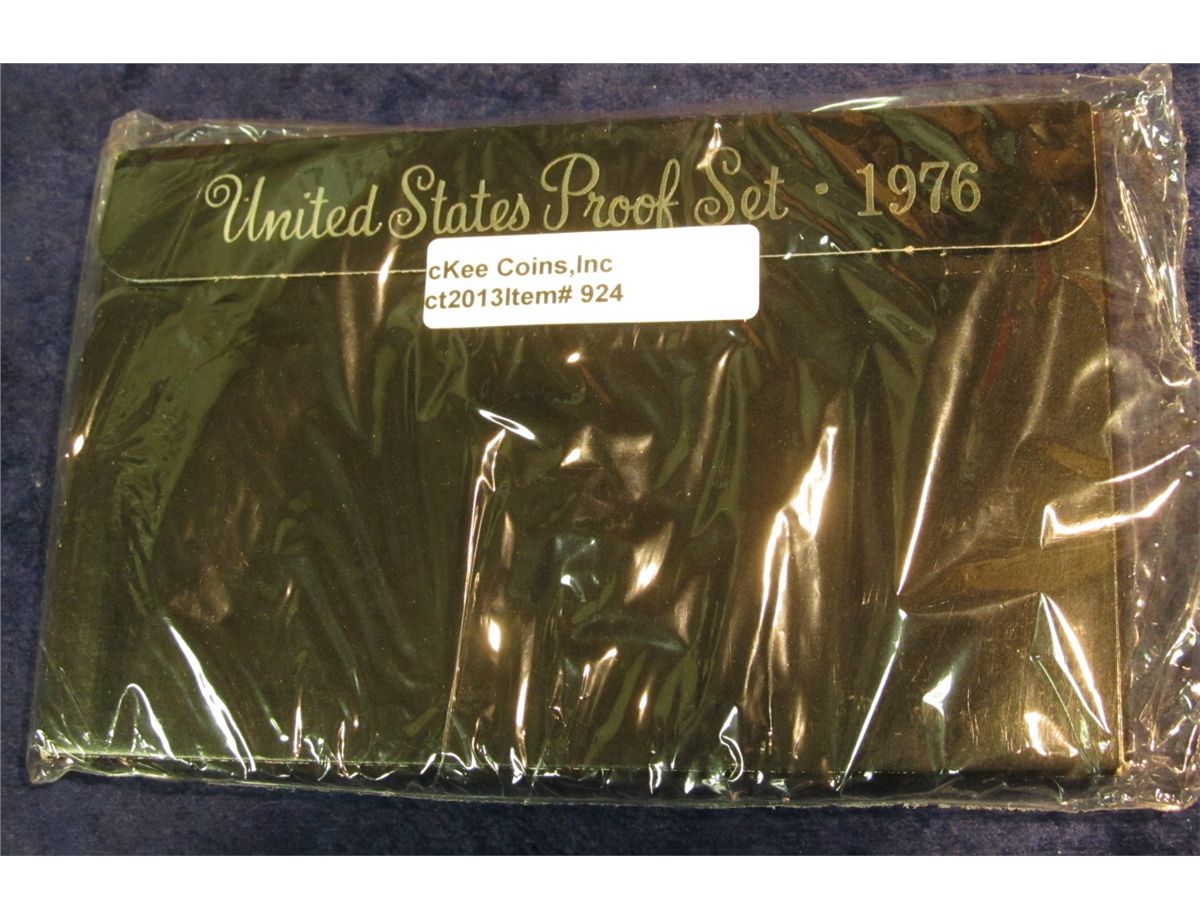 United States Proof Set · 1976
cKee Coins,Inc
ct2013Item# 924